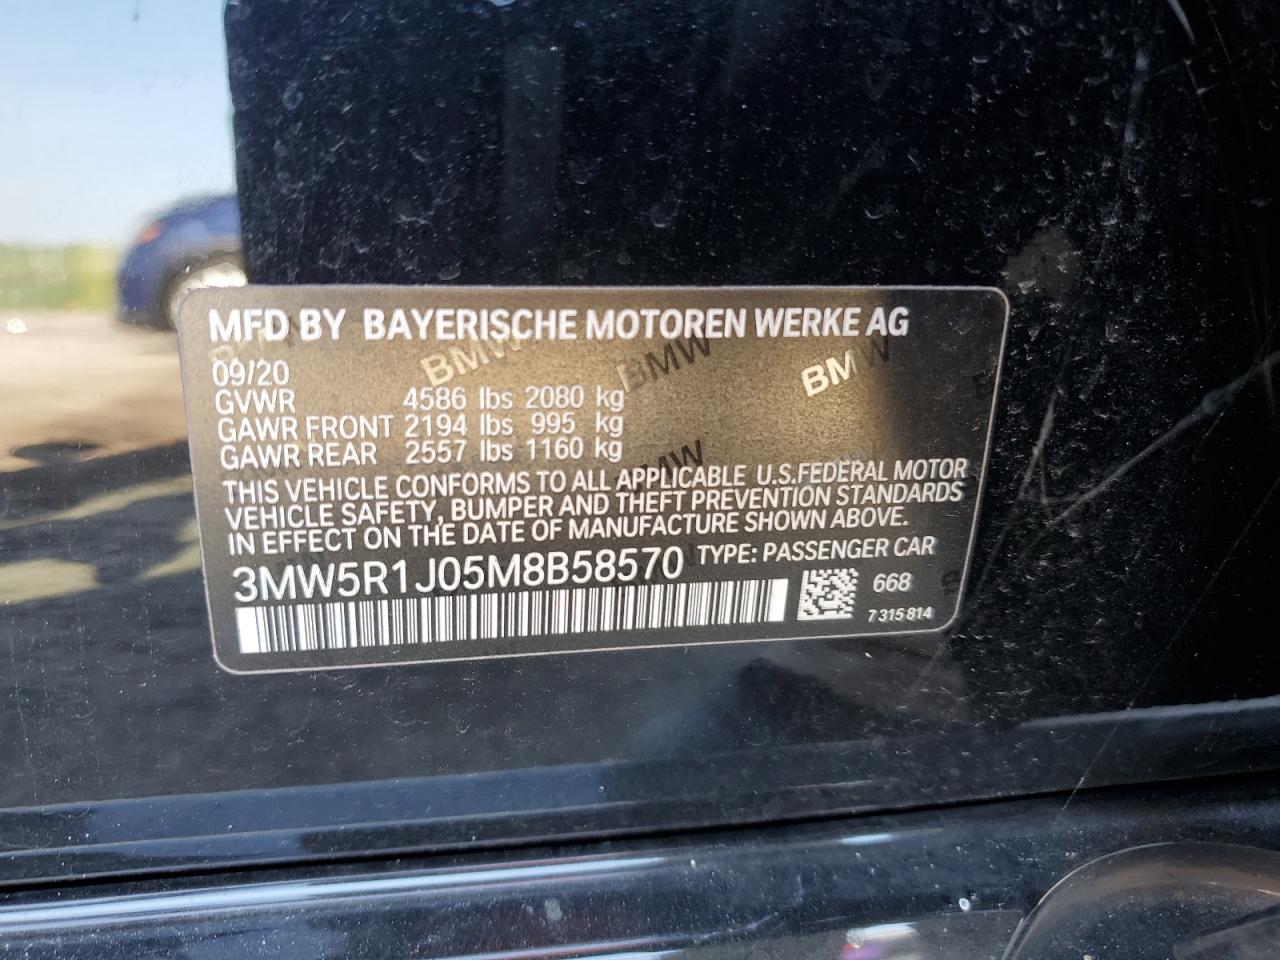 MFD BY BAYERISCHE MOTOREN WERKE AG
09/20
GVWR 4586 lbs 2080 kg
GAWR FRONT 2194 lbs 995 kg
GAWR REAR 2557 lbs 1160 kg
THIS VEHICLE CONFORMS TO ALL APPLICABLE U.S.FEDERAL MOTOR
VEHICLE SAFETY, BUMPER AND THEFT PREVENTION STANDARDS
IN EFFECT ON THE DATE OF MANUFACTURE SHOWN ABOVE.
3MW5R1J05M8B58570 TYPE: PASSENGER CAR
668
7 315 814
BMW
BMW
BMW